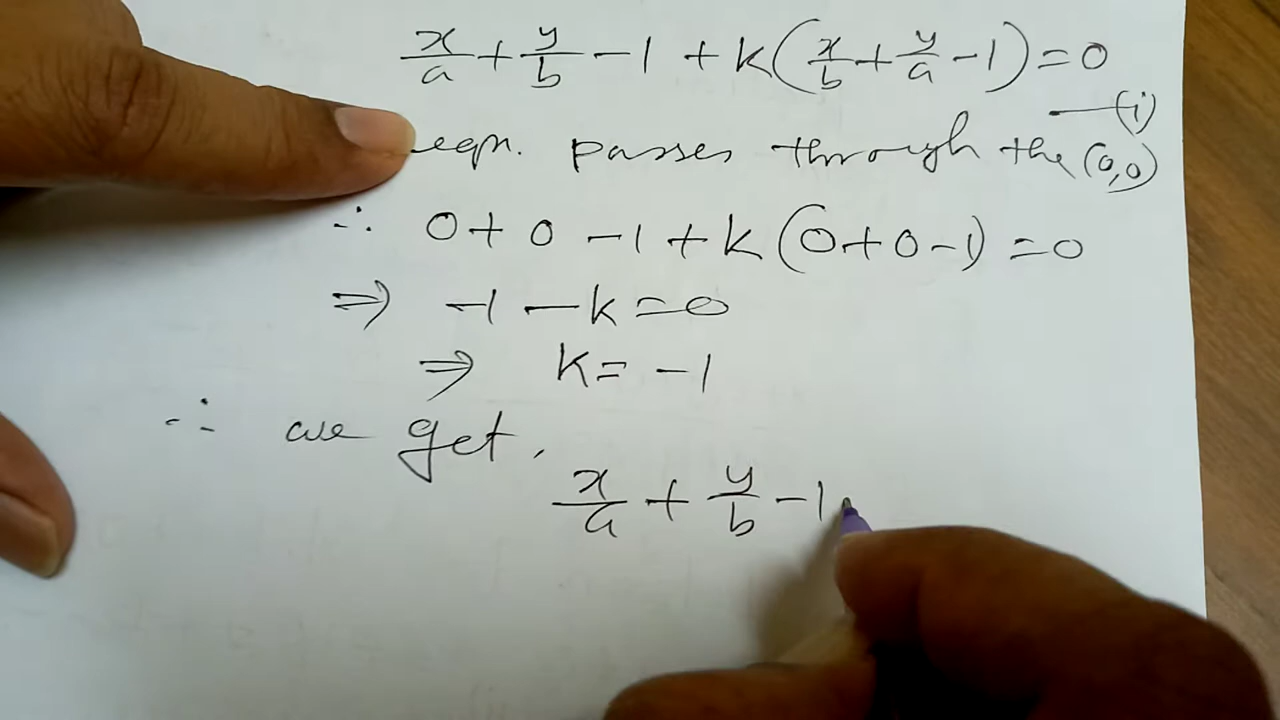 x/a + y/b - 1 + k(x/b + y/a - 1) = 0
—(i)
eqn. passes through the (0,0)
∴ 0 + 0 - 1 + k(0 + 0 - 1) = 0
⇒ -1 - k = 0
⇒ k = -1
∴ we get,
x/a + y/b - 1